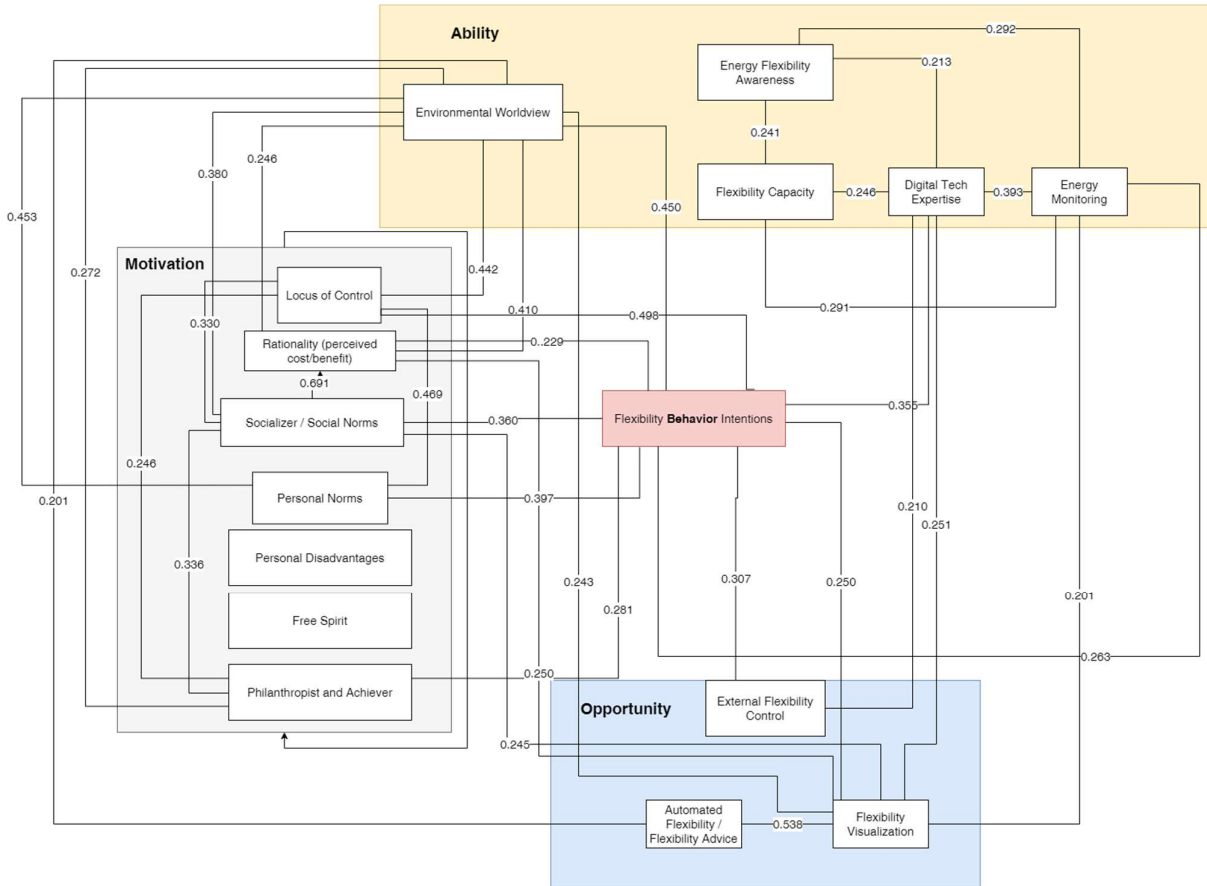 Ability
0.292
Energy Flexibility
Awareness
0.213
Environmental Worldview
0.241
0.246
0.380
Flexibility Capacity
0.246
Digital Tech
Expertise
0.393
Energy
Monitoring
0.453
0.450
Motivation
0.272
0.442
Locus of Control
0.330
0.410
0.498
0.291
Rationality (perceived
cost/benefit)
0..229
0.691
0.469
Socializer / Social Norms
0.360
Flexibility Behavior Intentions
0.355
0.246
0.201
Personal Norms
0.397
0.210
0.251
Personal Disadvantages
0.336
0.243
0.307
0.250
0.201
Free Spirit
0.281
0.263
0.250
Philanthropist and Achiever
External Flexibility
Control
Opportunity
0.245
Automated
Flexibility /
Flexibility Advice
0.538
Flexibility
Visualization